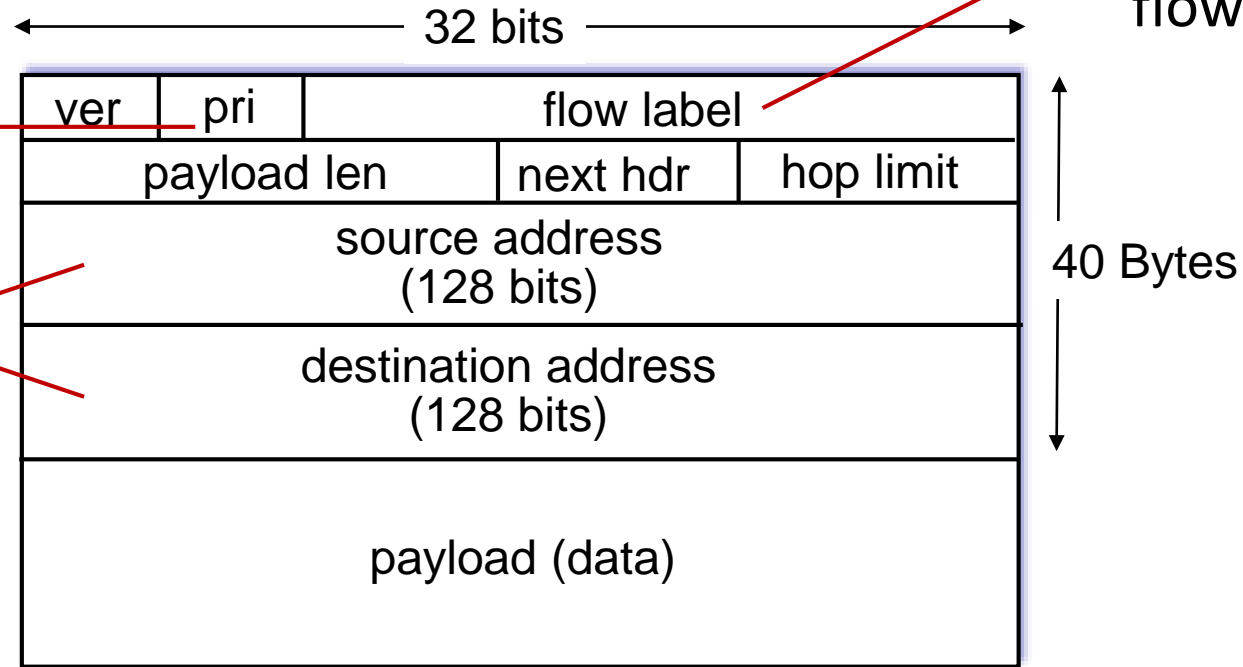 flow
32 bits
ver pri flow label
payload len next hdr hop limit
source address
(128 bits)
40 Bytes
destination address
(128 bits)
payload (data)